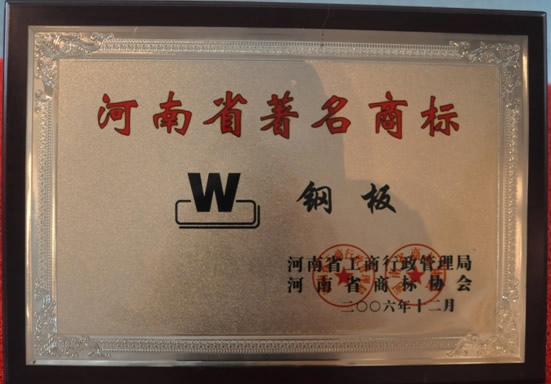 河南省著名商标
W 钢板
河南省工商行政管理局
河南省商标协会
二〇〇六年十二月